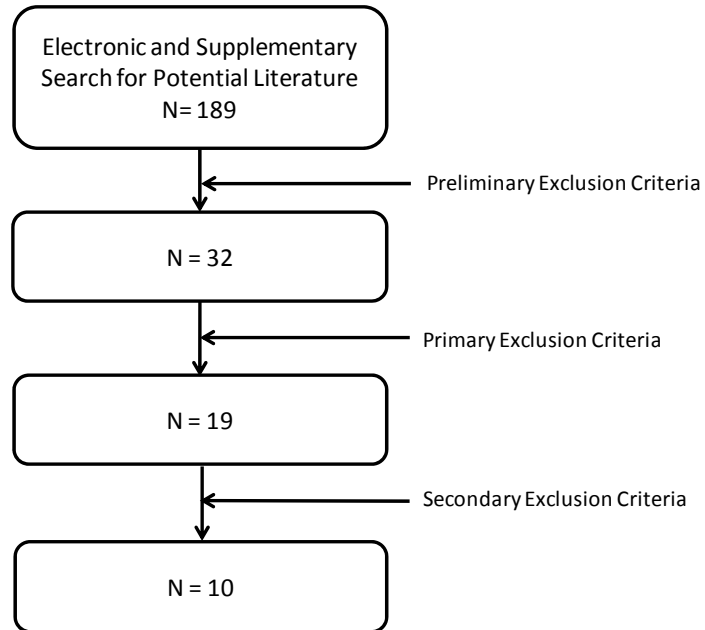 Electronic and Supplementary
Search for Potential Literature
N= 189
Preliminary Exclusion Criteria
N = 32
Primary Exclusion Criteria
N = 19
Secondary Exclusion Criteria
N = 10